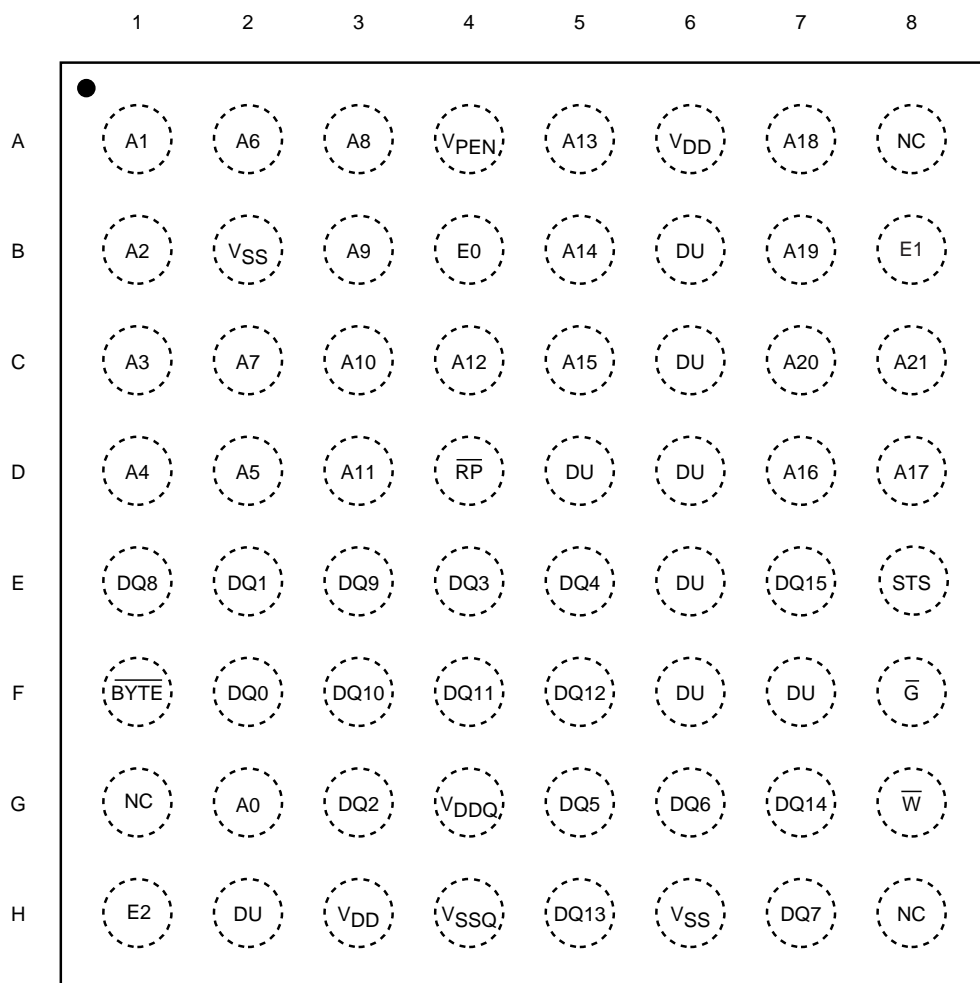 1 2 3 4 5 6 7 8
A A1 A6 A8 VPEN A13 VDD A18 NC
B A2 VSS A9 E0 A14 DU A19 E1
C A3 A7 A10 A12 A15 DU A20 A21
D A4 A5 A11 R̅P̅ DU DU A16 A17
E DQ8 DQ1 DQ9 DQ3 DQ4 DU DQ15 STS
F B̅Y̅T̅E̅ DQ0 DQ10 DQ11 DQ12 DU DU G̅
G NC A0 DQ2 VDDQ DQ5 DQ6 DQ14 W̅
H E2 DU VDD VSSQ DQ13 VSS DQ7 NC